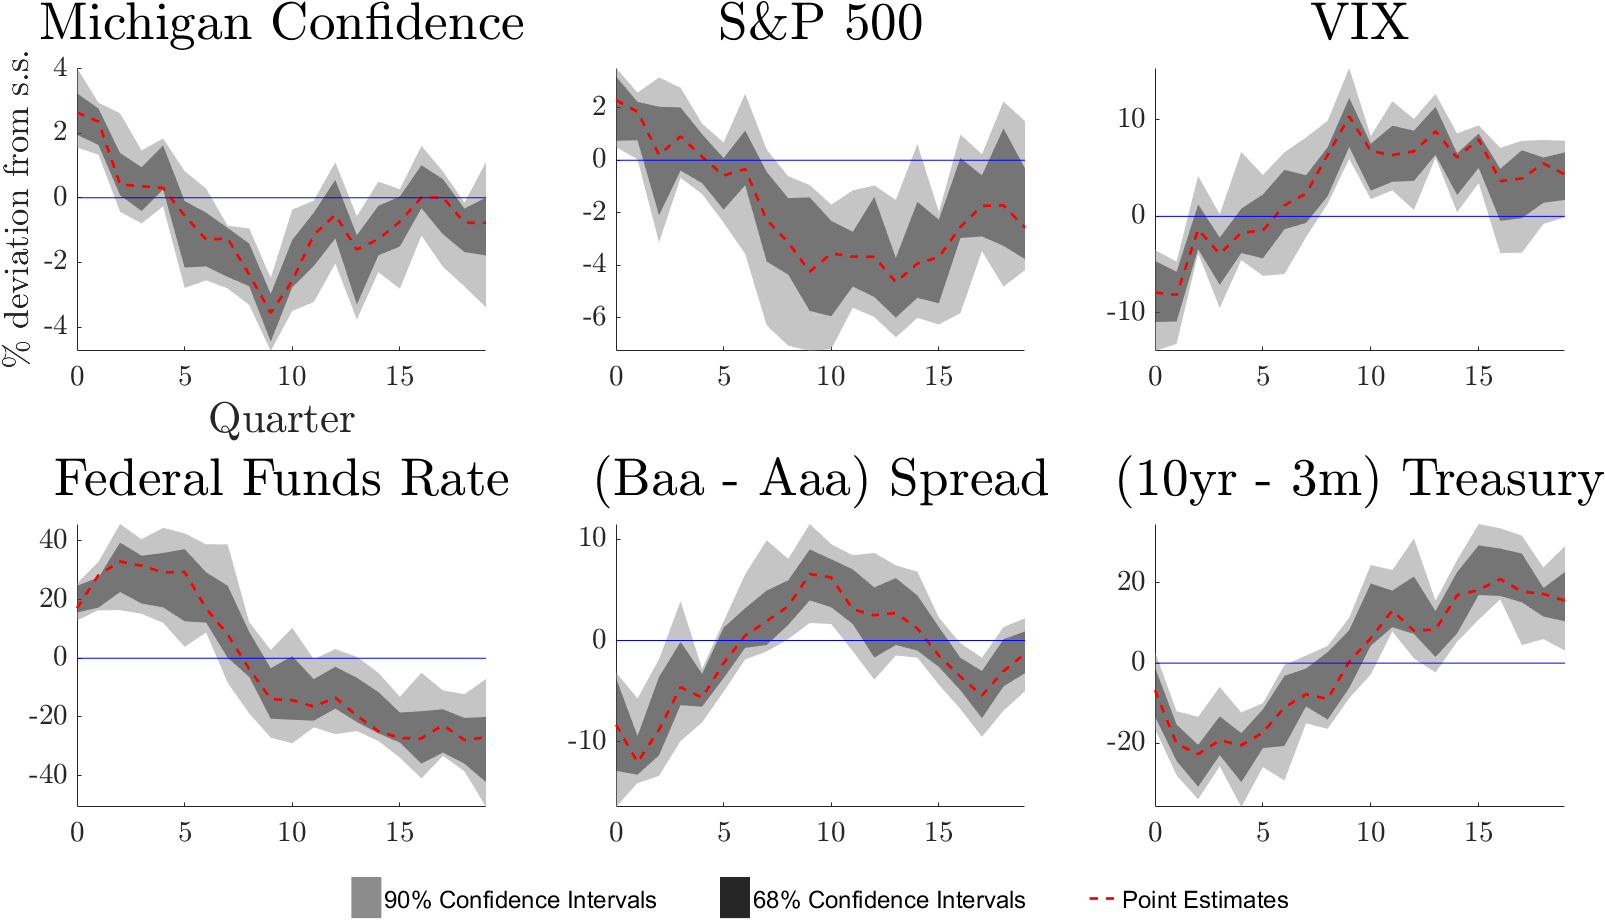 Michigan Confidence
S&P 500
VIX
% deviation from s.s.
4
2
0
-2
-4
0 5 10 15
Quarter
2
0
-2
-4
-6
0 5 10 15
10
0
-10
0 5 10 15
Federal Funds Rate
(Baa - Aaa) Spread
(10yr - 3m) Treasury
40
20
0
-20
-40
0 5 10 15
10
0
-10
0 5 10 15
20
0
-20
0 5 10 15
90% Confidence Intervals
68% Confidence Intervals
Point Estimates